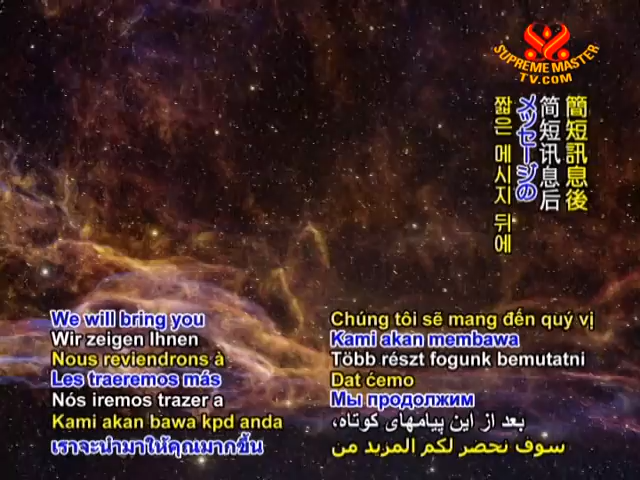 SUPREME MASTER
TV.COM
簡短訊息後
简短讯息后
メッセージの
짧은 메시지 뒤에
We will bring you
Wir zeigen Ihnen
Nous reviendrons à
Les traeremos más
Nós iremos trazer a
Kami akan bawa kpd anda
เราจะนำมาให้คุณมากขึ้น
Chúng tôi sẽ mang đến quý vị
Kami akan membawa
Több részt fogunk bemutatni
Dat ćemo
Мы продолжим
بعد از این پیامهای کوتاه،
سوف نحضر لكم المزيد من